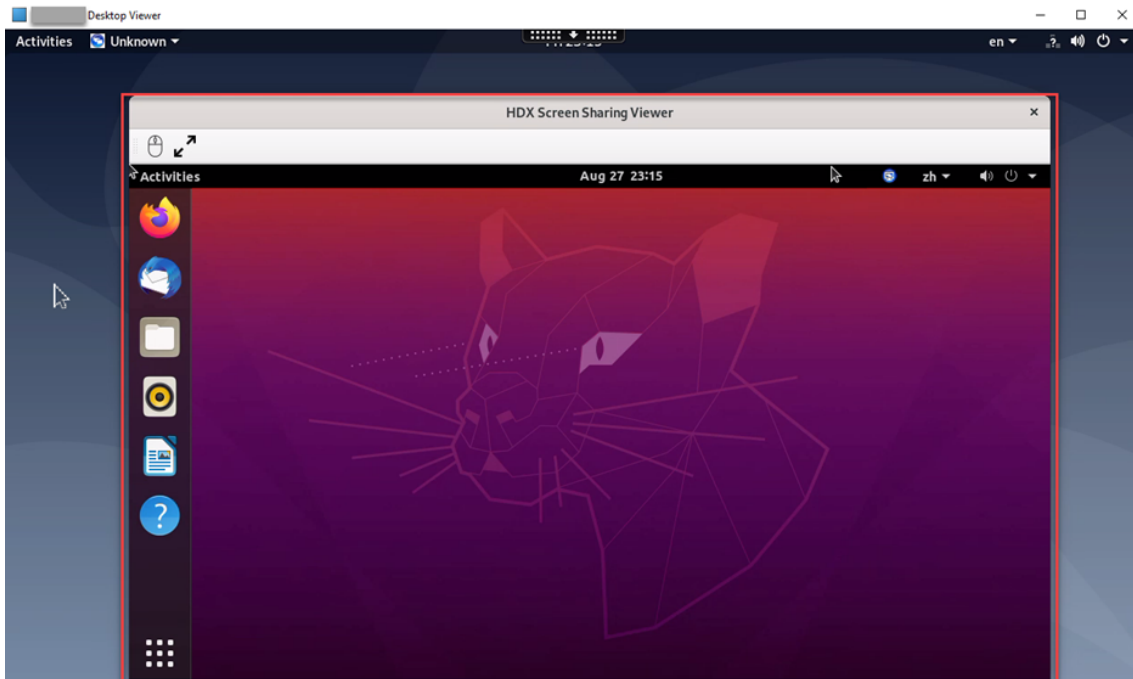 Desktop Viewer
Activities Unknown en
HDX Screen Sharing Viewer
Activities Aug 27 23:15 zh